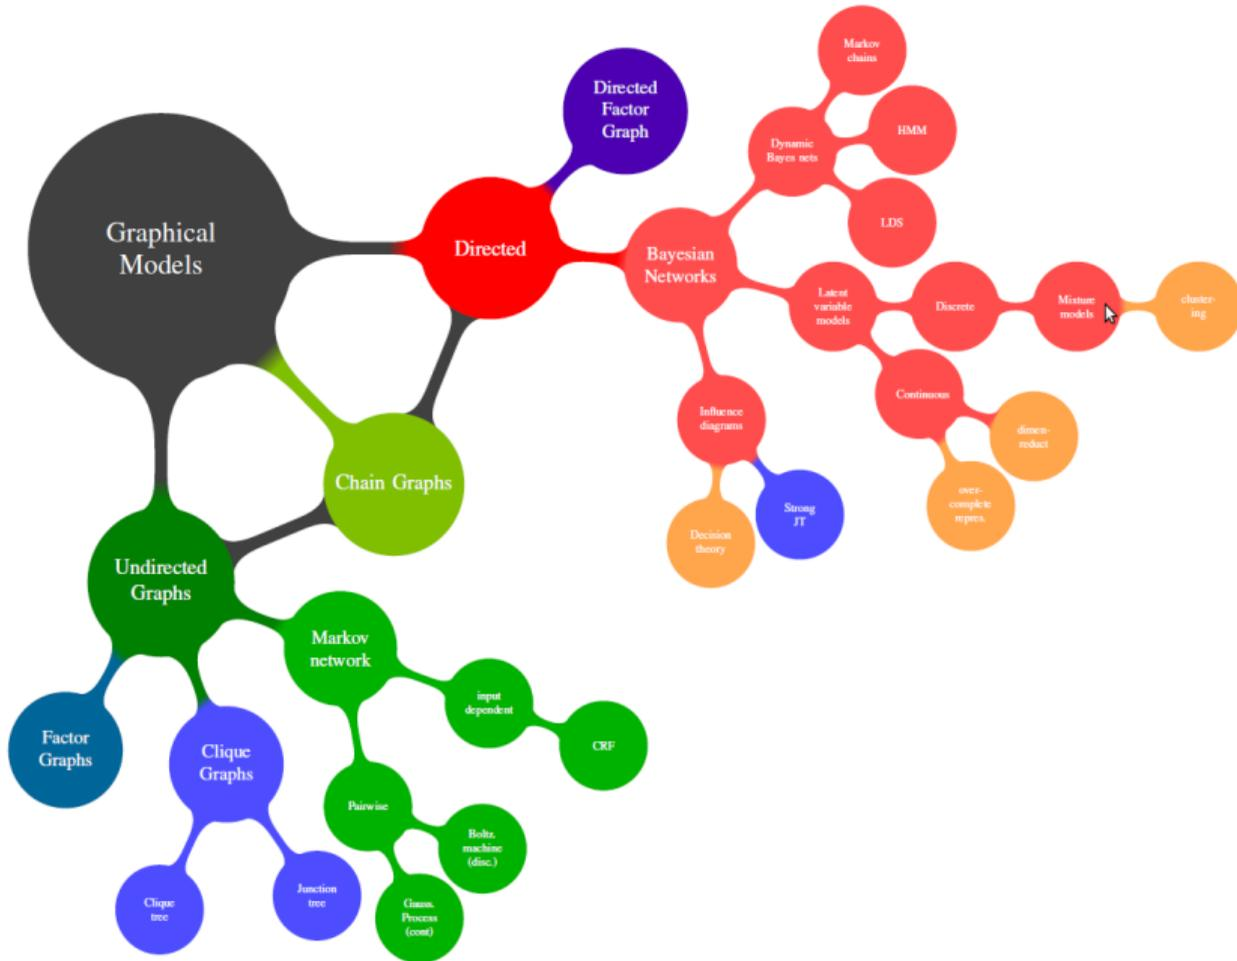 Graphical
Models
Directed
Directed
Factor
Graph
Bayesian
Networks
Dynamic
Bayes nets
Markov
chains
HMM
LDS
Latent
variable
models
Discrete
Mixture
models
cluster-
ing
Continuous
dimen-
reduct
over-
complete
repres.
Influence
diagrams
Strong
JT
Decision
theory
Chain Graphs
Undirected
Graphs
Markov
network
input
dependent
CRF
Pairwise
Boltz.
machine
(disc.)
Gauss.
Process
(cont)
Factor
Graphs
Clique
Graphs
Clique
tree
Junction
tree